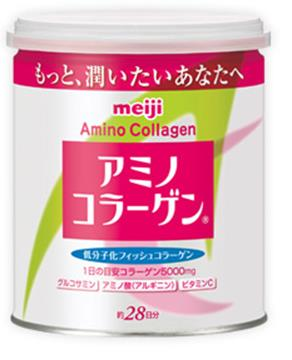 もっと、潤いたいあなたへ
meiji
Amino Collagen
アミノ
コラーゲン®
低分子化フィッシュコラーゲン
1日の目安コラーゲン5000mg
グルコサミン アミノ酸(アルギニン) ビタミンC
約28日分